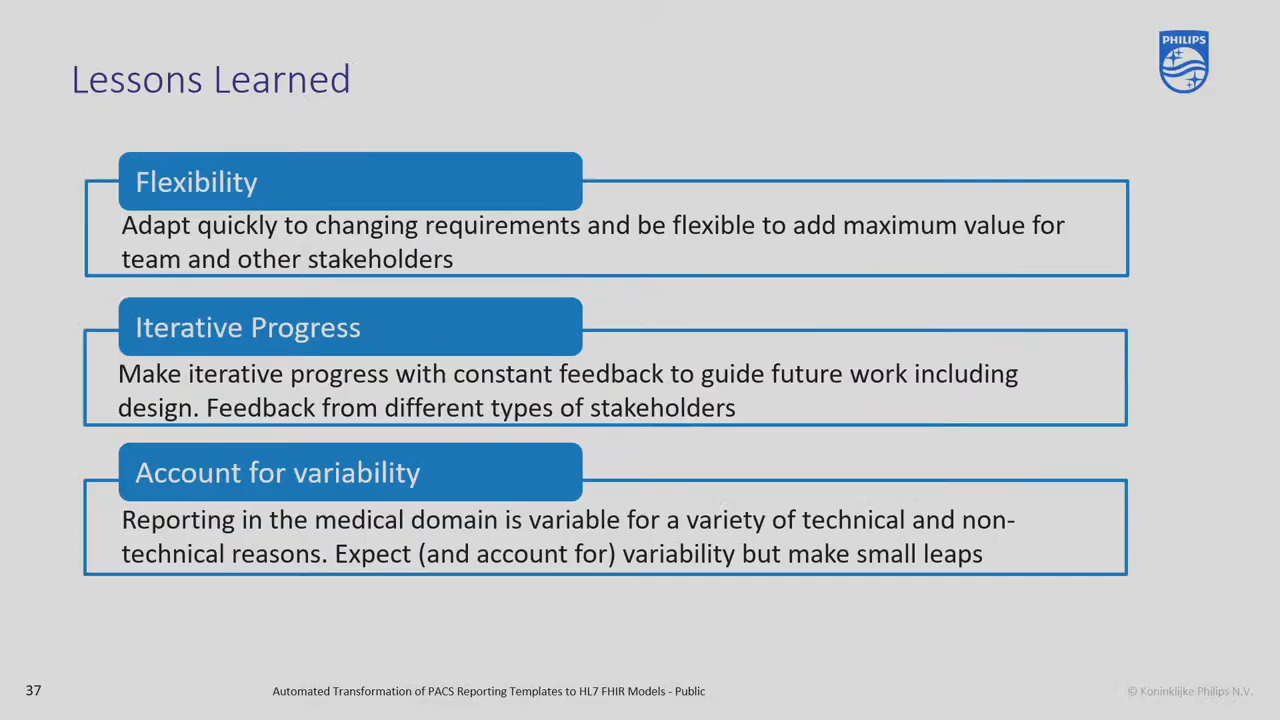 PHILIPS
Lessons Learned
Flexibility
Adapt quickly to changing requirements and be flexible to add maximum value for
team and other stakeholders
Iterative Progress
Make iterative progress with constant feedback to guide future work including
design. Feedback from different types of stakeholders
Account for variability
Reporting in the medical domain is variable for a variety of technical and non-
technical reasons. Expect (and account for) variability but make small leaps
37
Automated Transformation of PACS Reporting Templates to HL7 FHIR Models - Public
© Koninklijke Philips N.V.